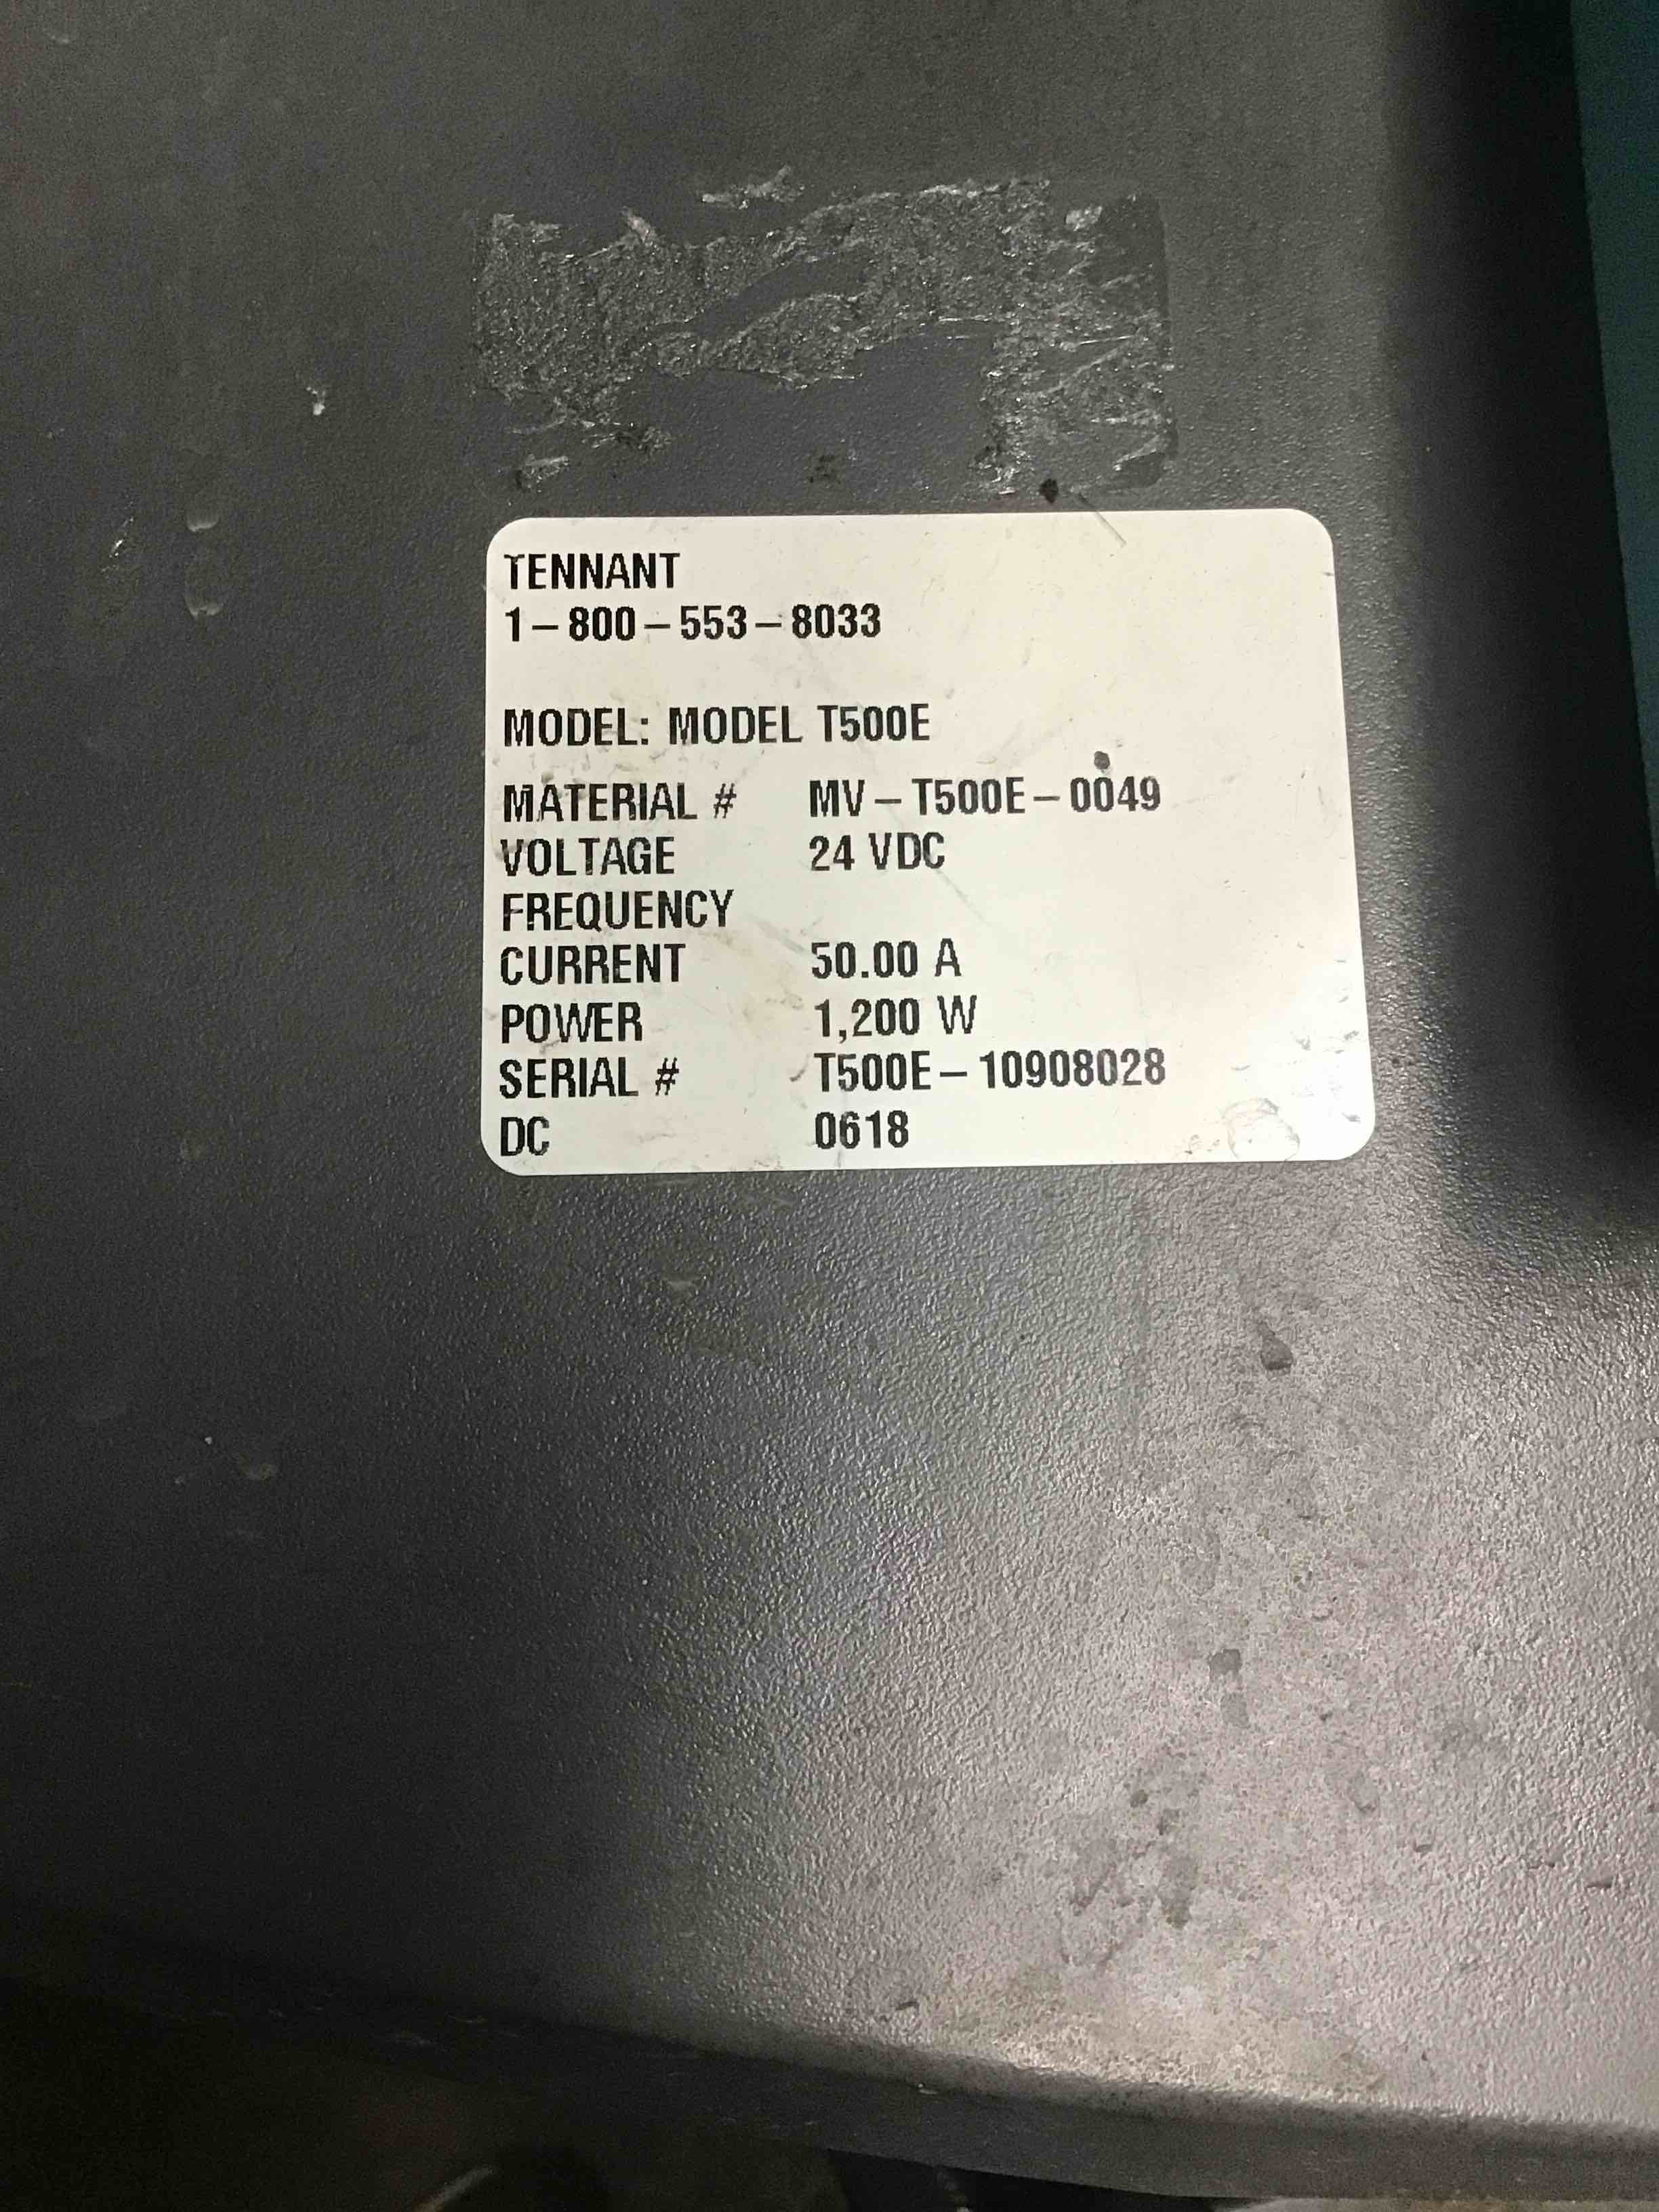 TENNANT
1-800-553-8033
MODEL: MODEL T500E
MATERIAL # MV-T500E-0049
VOLTAGE 24 VDC
FREQUENCY
CURRENT 50.00 A
POWER 1,200 W
SERIAL # T500E-10908028
DC 0618